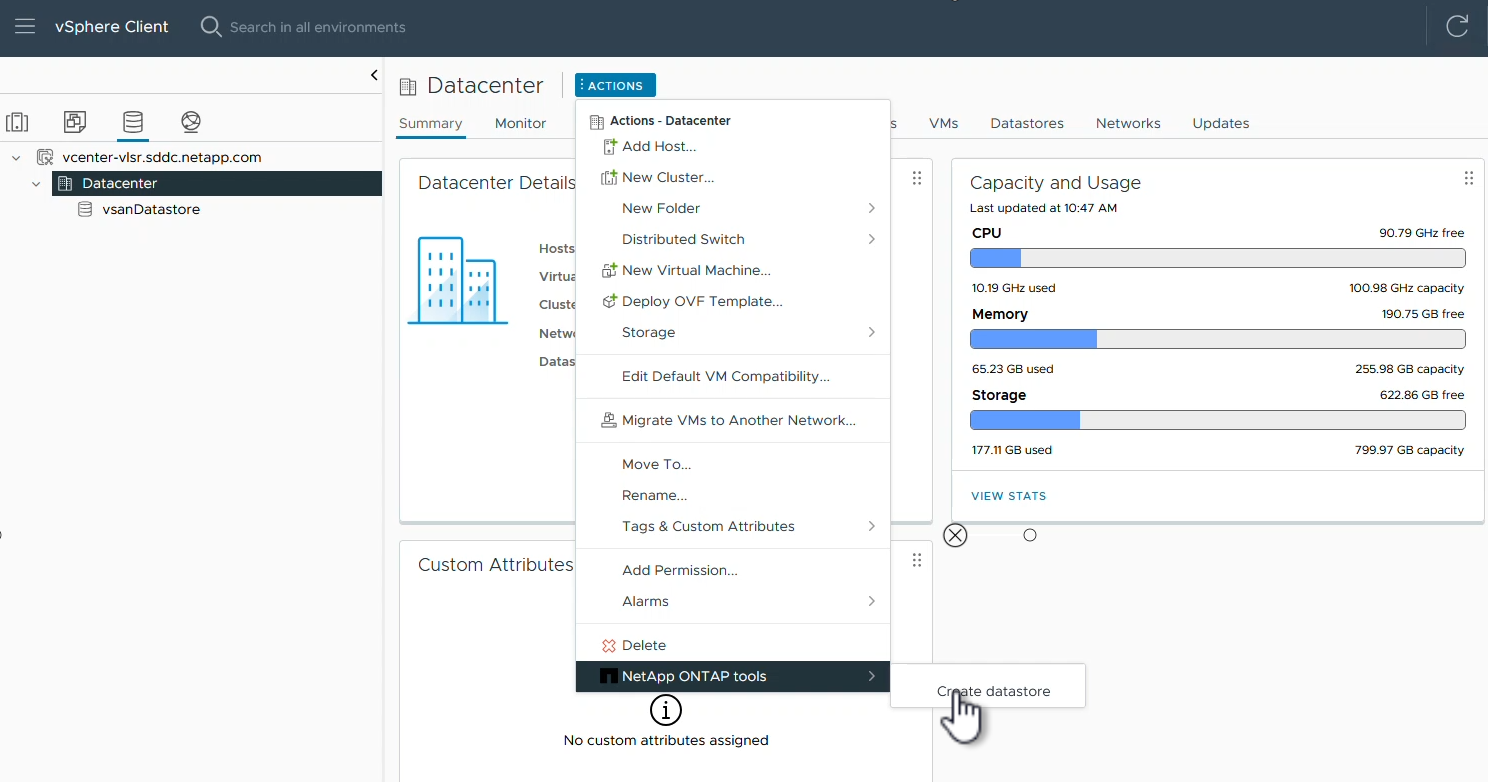 vSphere Client
Search in all environments
vcenter-vlsr.sddc.netapp.com
Datacenter
vsanDatastore
Datacenter
ACTIONS
Summary
Monitor
VMs
Datastores
Networks
Updates
Actions - Datacenter
Add Host...
New Cluster...
New Folder
Distributed Switch
New Virtual Machine...
Deploy OVF Template...
Storage
Edit Default VM Compatibility...
Migrate VMs to Another Network...
Move To...
Rename...
Tags & Custom Attributes
Add Permission...
Alarms
Delete
NetApp ONTAP tools
Create datastore
Datacenter Details
Hosts
Capacity and Usage
Last updated at 10:47 AM
CPU
90.79 GHz free
10.19 GHz used
100.98 GHz capacity
Memory
190.75 GB free
65.23 GB used
255.98 GB capacity
Storage
622.86 GB free
177.11 GB used
799.97 GB capacity
VIEW STATS
Custom Attributes
No custom attributes assigned